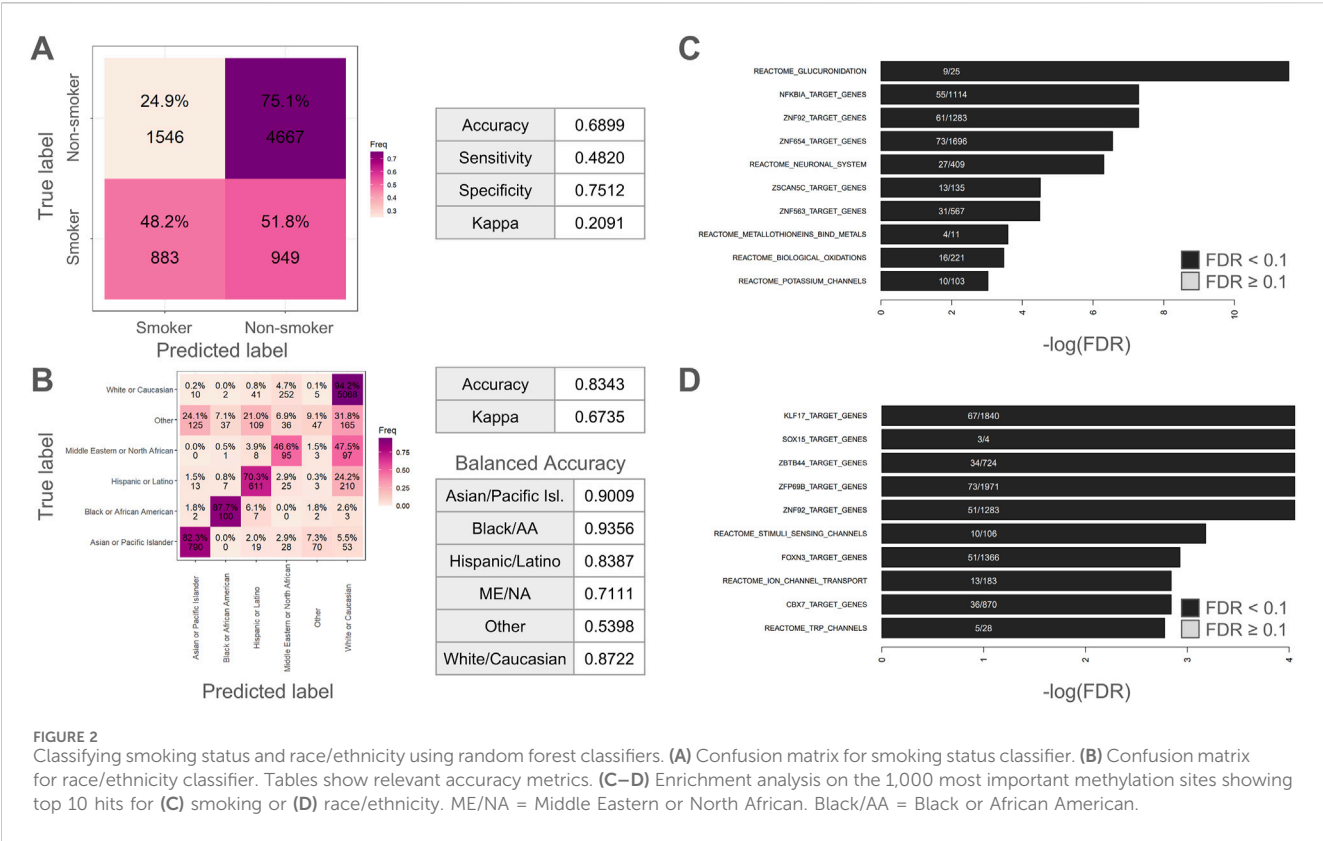 A
True label
Non-smoker
Smoker
24.9%
1546
75.1%
4667
48.2%
883
51.8%
949
Smoker
Non-smoker
Predicted label
Freq
0.7
0.6
0.5
0.4
0.3
Accuracy 0.6899
Sensitivity 0.4820
Specificity 0.7512
Kappa 0.2091
C
REACTOME_GLUCURONIDATION 9/25
NFKBIA_TARGET_GENES 55/1114
ZNF92_TARGET_GENES 61/1283
ZNF654_TARGET_GENES 73/1696
REACTOME_NEURONAL_SYSTEM 27/409
ZSCAN5C_TARGET_GENES 13/135
ZNF563_TARGET_GENES 31/567
REACTOME_METALLOTHIONEINS_BIND_METALS 4/11
REACTOME_BIOLOGICAL_OXIDATIONS 16/221
REACTOME_POTASSIUM_CHANNELS 10/103
FDR < 0.1
FDR ≥ 0.1
0 2 4 6 8 10
-log(FDR)
B
True label
White or Caucasian 0.2% 0.0% 0.8% 4.7% 0.1% 94.2%
10 2 41 252 5 5068
Other 24.1% 7.1% 21.0% 6.9% 9.1% 31.8%
125 37 109 36 47 165
Middle Eastern or North African 0.0% 0.5% 3.9% 46.6% 1.5% 47.5%
0 1 8 95 3 97
Hispanic or Latino 1.5% 0.8% 70.3% 2.9% 0.3% 24.2%
13 7 611 25 3 210
Black or African American 1.8% 87.7% 6.1% 0.0% 1.8% 2.6%
2 100 7 0 2 3
Asian or Pacific Islander 82.3% 0.0% 2.0% 2.9% 7.3% 5.5%
790 0 19 28 70 53
Asian or Pacific Islander
Black or African American
Hispanic or Latino
Middle Eastern or North African
Other
White or Caucasian
Predicted label
Freq
0.75
0.50
0.25
0.00
Accuracy 0.8343
Kappa 0.6735
Balanced Accuracy
Asian/Pacific Isl. 0.9009
Black/AA 0.9356
Hispanic/Latino 0.8387
ME/NA 0.7111
Other 0.5398
White/Caucasian 0.8722
D
KLF17_TARGET_GENES 67/1840
SOX15_TARGET_GENES 3/4
ZBTB44_TARGET_GENES 34/724
ZFP69B_TARGET_GENES 73/1971
ZNF92_TARGET_GENES 51/1283
REACTOME_STIMULI_SENSING_CHANNELS 10/106
FOXN3_TARGET_GENES 51/1366
REACTOME_ION_CHANNEL_TRANSPORT 13/183
CBX7_TARGET_GENES 36/870
REACTOME_TRP_CHANNELS 5/28
FDR < 0.1
FDR ≥ 0.1
0 1 2 3 4
-log(FDR)
FIGURE 2
Classifying smoking status and race/ethnicity using random forest classifiers. (A) Confusion matrix for smoking status classifier. (B) Confusion matrix
for race/ethnicity classifier. Tables show relevant accuracy metrics. (C–D) Enrichment analysis on the 1,000 most important methylation sites showing
top 10 hits for (C) smoking or (D) race/ethnicity. ME/NA = Middle Eastern or North African. Black/AA = Black or African American.